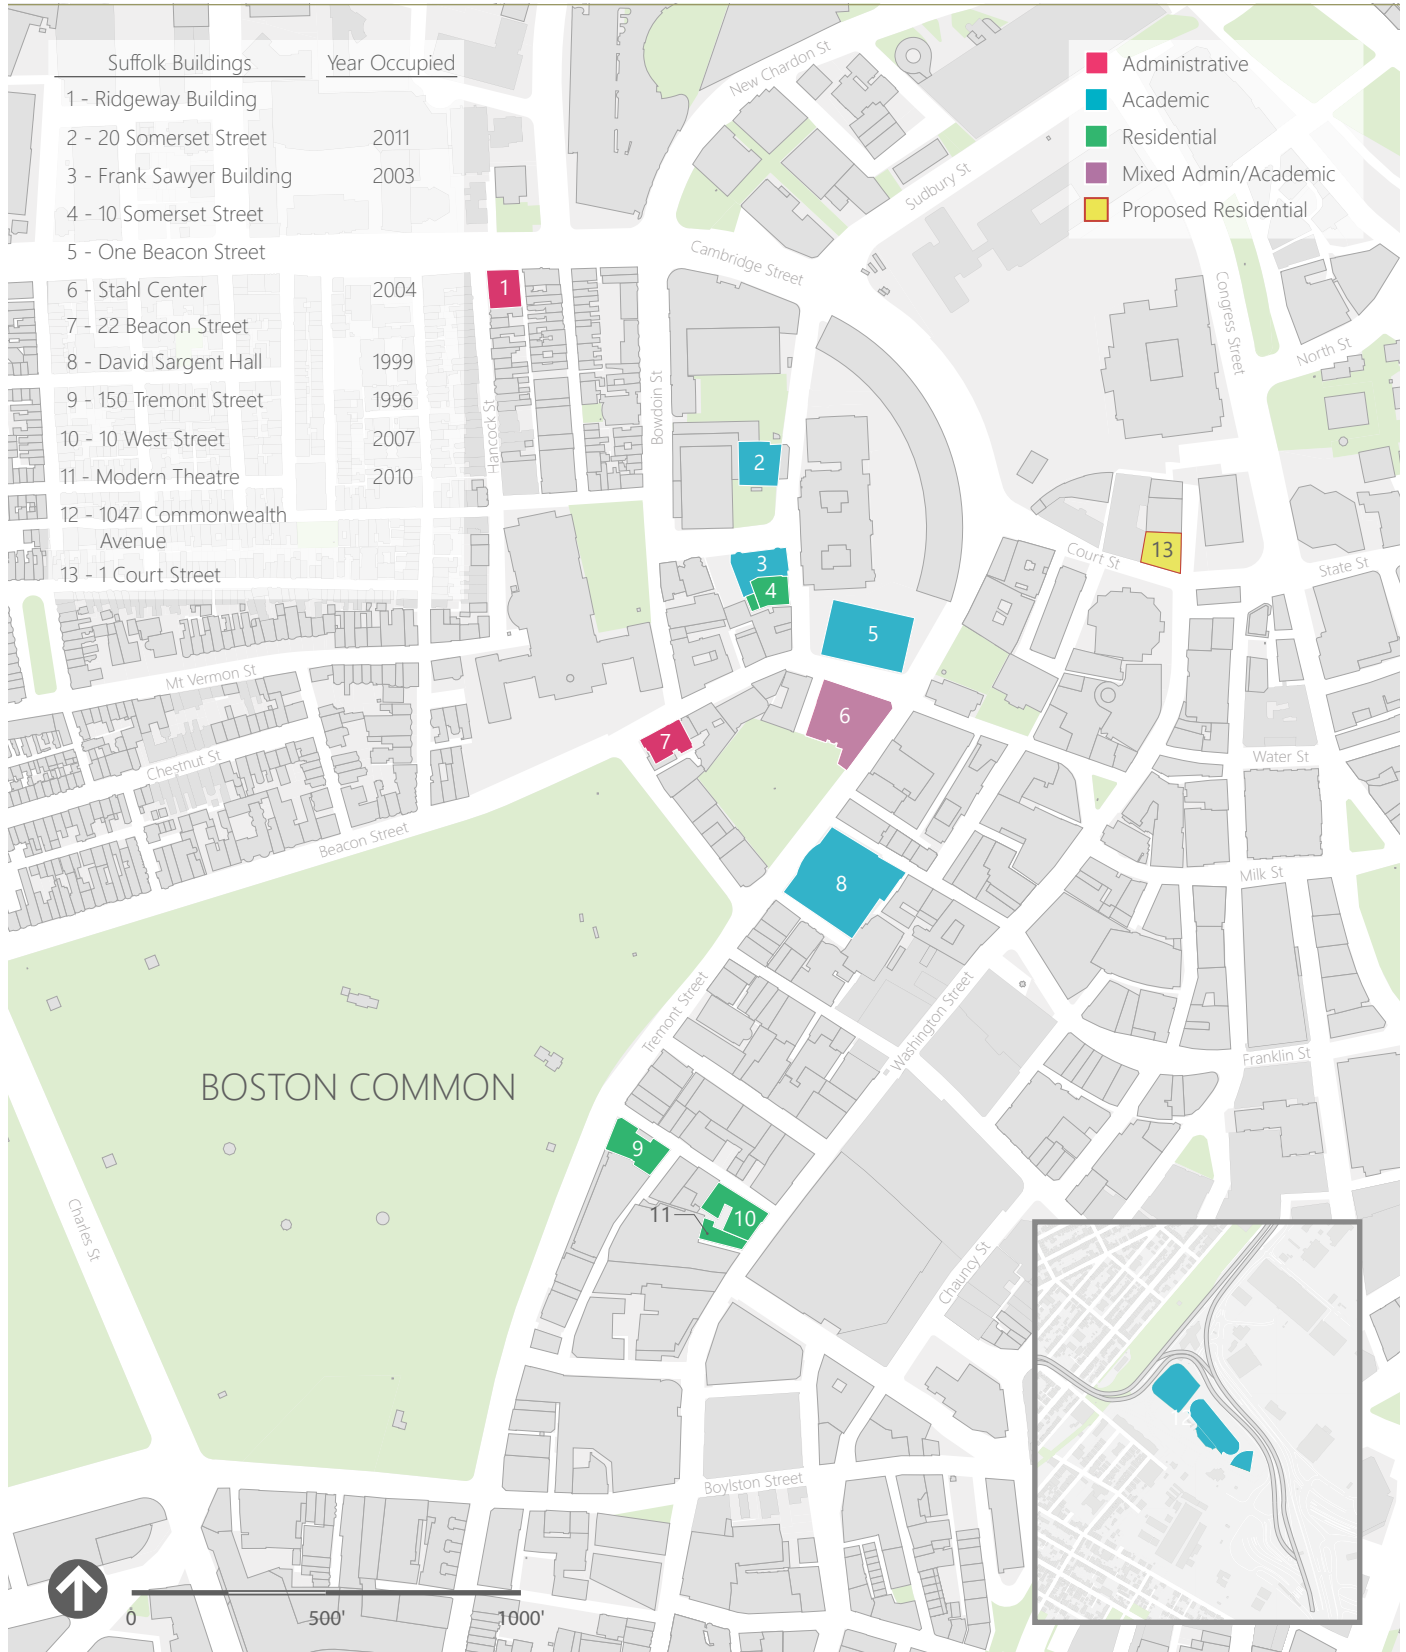 Suffolk Buildings Year Occupied
1 - Ridgeway Building
2 - 20 Somerset Street 2011
3 - Frank Sawyer Building 2003
4 - 10 Somerset Street
5 - One Beacon Street
6 - Stahl Center 2004
7 - 22 Beacon Street
8 - David Sargent Hall 1999
9 - 150 Tremont Street 1996
10 - 10 West Street 2007
11 - Modern Theatre 2010
12 - 1047 Commonwealth
Avenue
13 - 1 Court Street
Administrative
Academic
Residential
Mixed Admin/Academic
Proposed Residential
New Chardon St
Sudbury St
Cambridge Street
Congress Street
North St
1
Hancock St
Bowdoin St
2
Court St
13
State St
3
4
5
Mt Vernon St
6
7
Chestnut St
Water St
Beacon Street
Milk St
8
Tremont Street
Washington Street
Franklin St
BOSTON COMMON
9
10
11
Charles St
Chauncy St
12
Boylston Street
0 500' 1000'